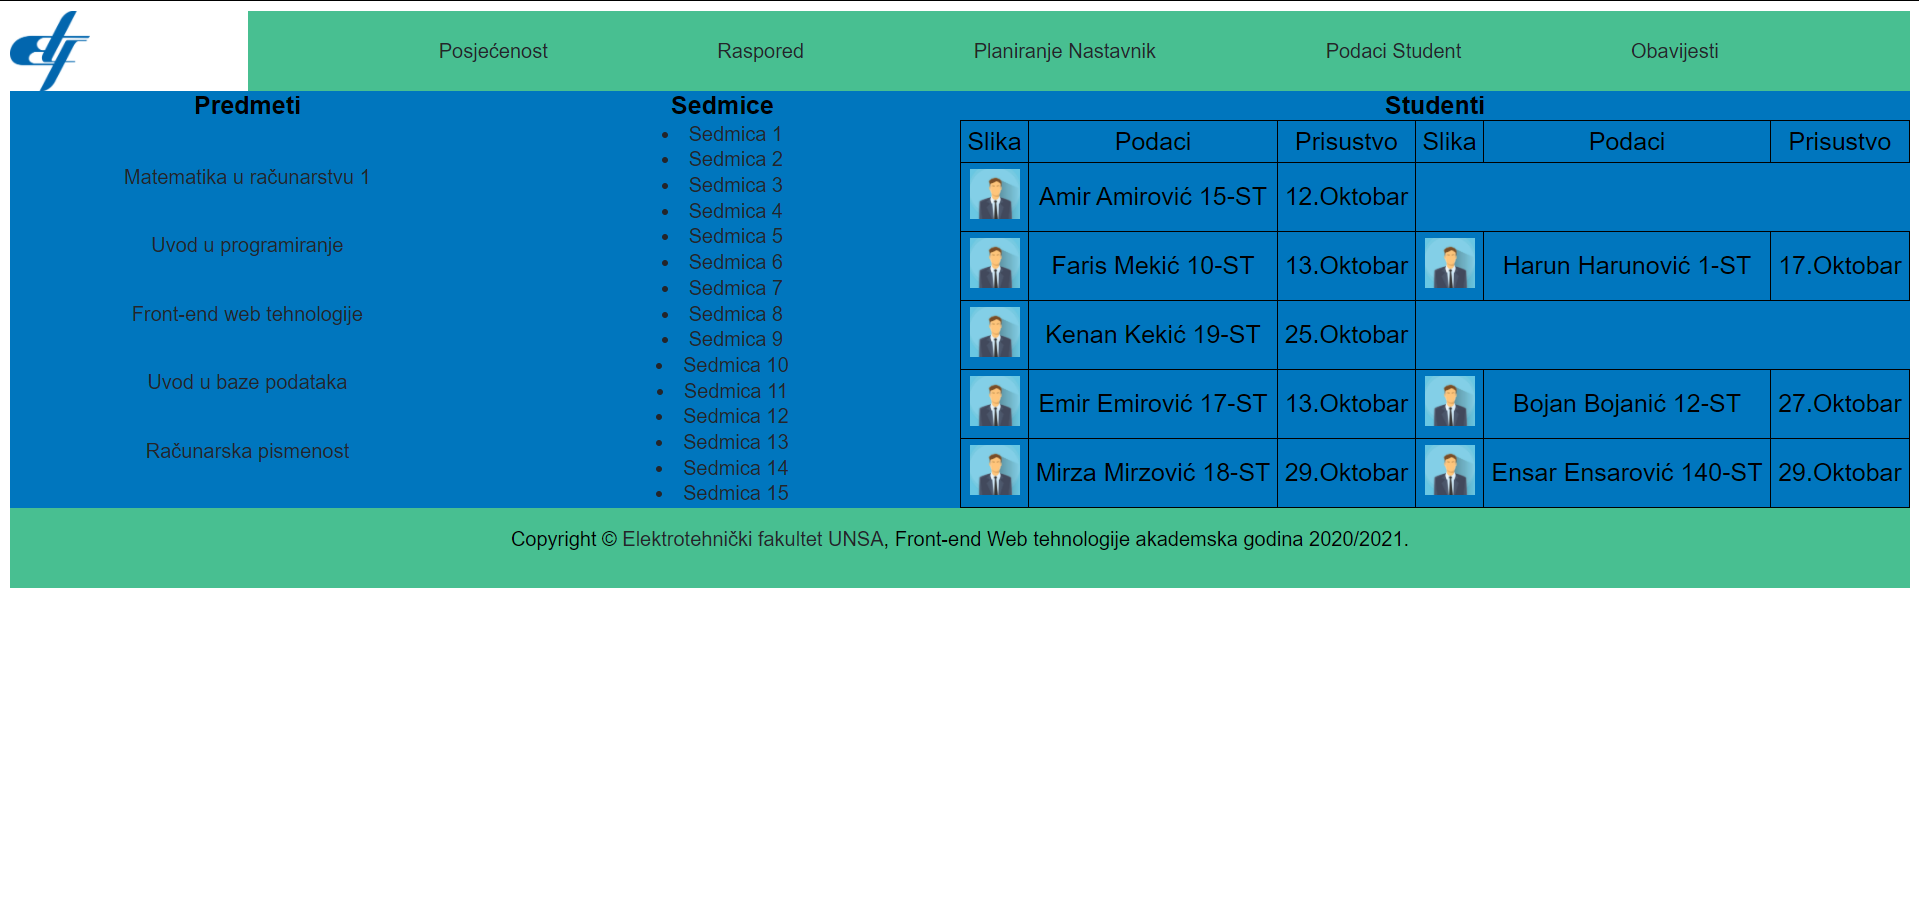 Posjećenost Raspored Planiranje Nastavnik Podaci Student Obavijesti
Predmeti
Matematika u računarstvu 1
Uvod u programiranje
Front-end web tehnologije
Uvod u baze podataka
Računarska pismenost
Sedmice
• Sedmica 1
• Sedmica 2
• Sedmica 3
• Sedmica 4
• Sedmica 5
• Sedmica 6
• Sedmica 7
• Sedmica 8
• Sedmica 9
• Sedmica 10
• Sedmica 11
• Sedmica 12
• Sedmica 13
• Sedmica 14
• Sedmica 15
Studenti
Slika Podaci Prisustvo Slika Podaci Prisustvo
Amir Amirović 15-ST 12.Oktobar
Faris Mekić 10-ST 13.Oktobar Harun Harunović 1-ST 17.Oktobar
Kenan Kekić 19-ST 25.Oktobar
Emir Emirović 17-ST 13.Oktobar Bojan Bojanić 12-ST 27.Oktobar
Mirza Mirzović 18-ST 29.Oktobar Ensar Ensarović 140-ST 29.Oktobar
Copyright © Elektrotehnički fakultet UNSA, Front-end Web tehnologije akademska godina 2020/2021.